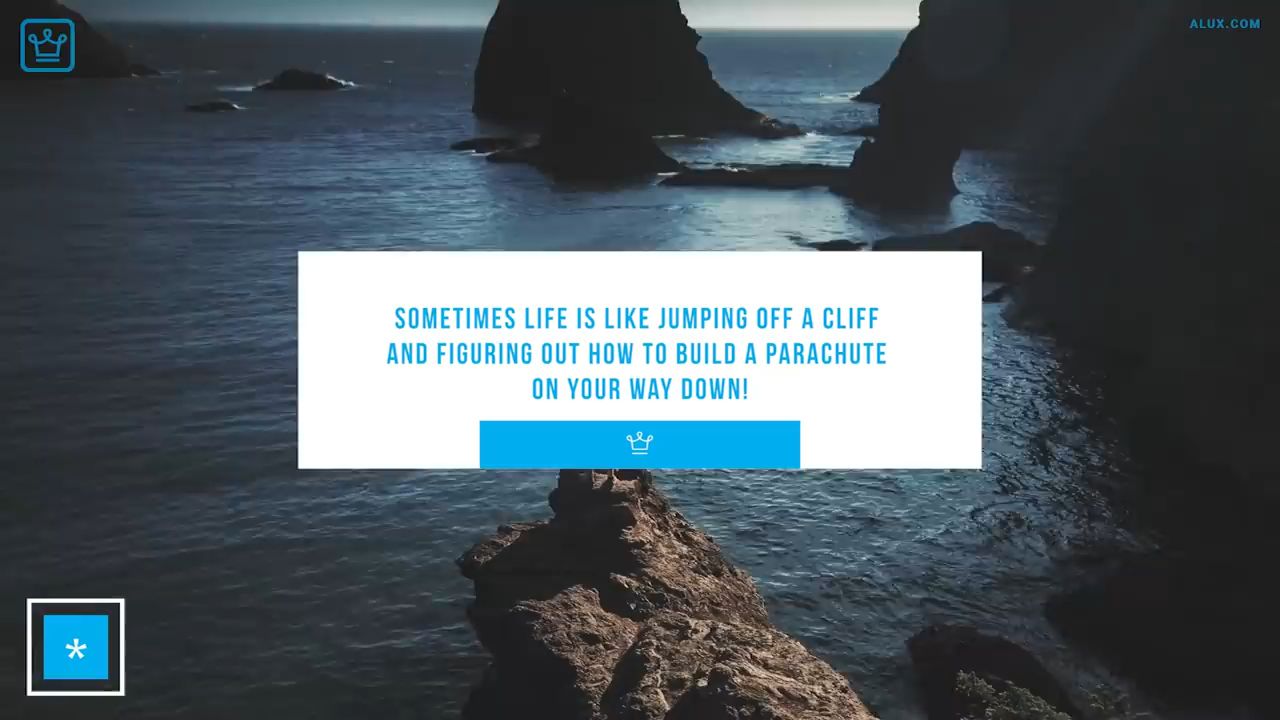 ALUX.COM
SOMETIMES LIFE IS LIKE JUMPING OFF A CLIFF
AND FIGURING OUT HOW TO BUILD A PARACHUTE
ON YOUR WAY DOWN!
*